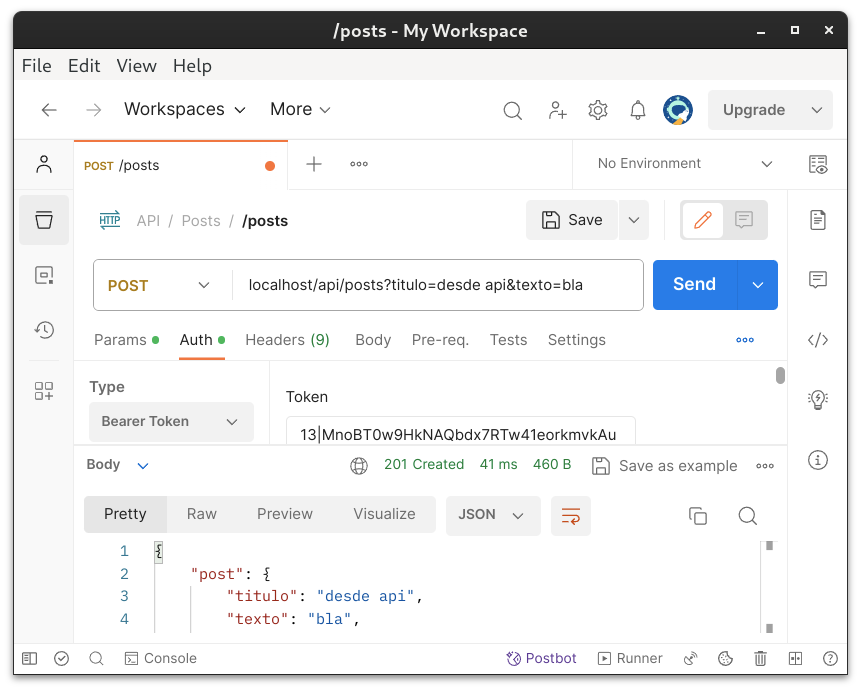 /posts - My Workspace
File Edit View Help
Workspaces More Upgrade
POST /posts No Environment
HTTP API / Posts / /posts Save
POST localhost/api/posts?titulo=desde api&texto=bla Send
Params Auth Headers (9) Body Pre-req. Tests Settings
Type
Bearer Token
Token
13|MnoBT0w9HkNAQbdx7RTw41eorkmvkAu
Body 201 Created 41 ms 460 B Save as example
Pretty Raw Preview Visualize JSON
1 {
2 "post": {
3 "titulo": "desde api",
4 "texto": "bla",
Console Postbot Runner